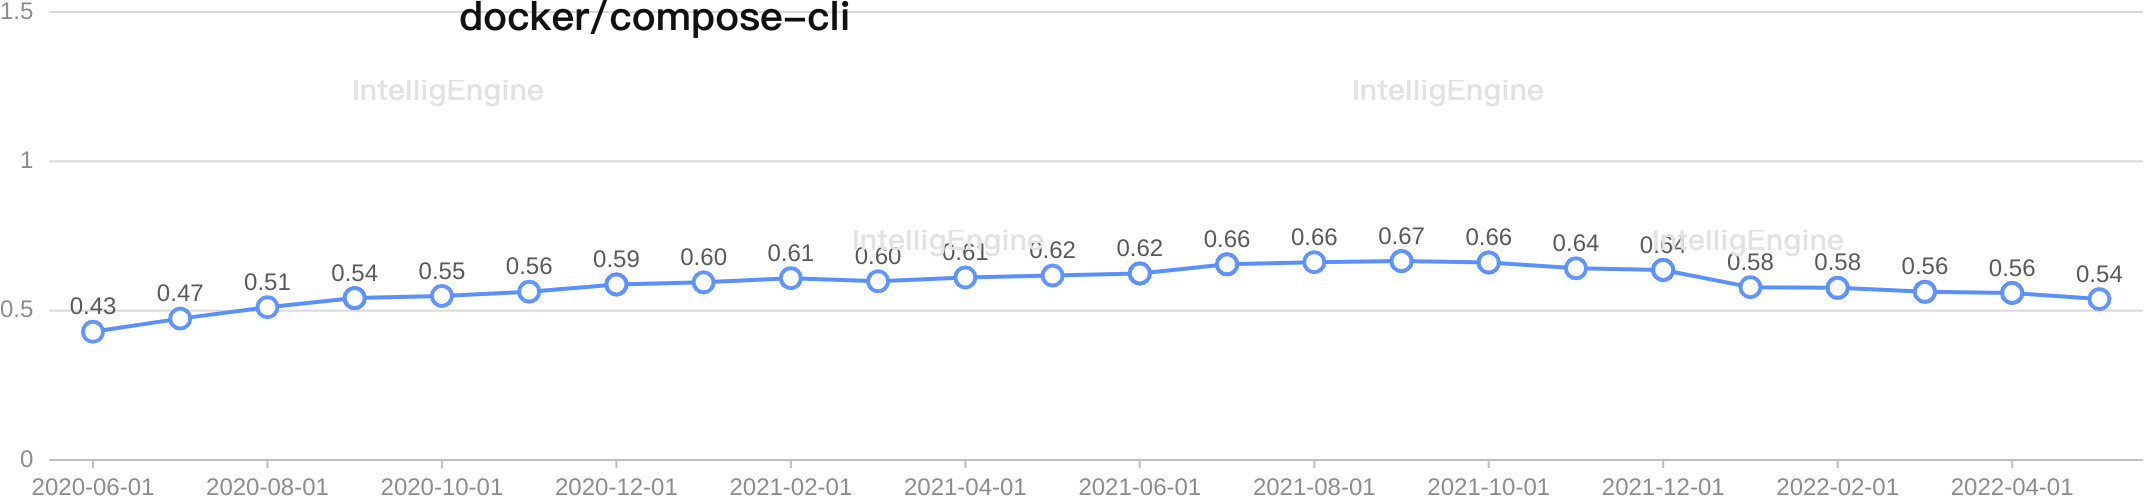 docker/compose-cli
1.5
IntelligEngine IntelligEngine
1
IntelligEngine IntelligEngine
0.43 0.47 0.51 0.54 0.55 0.56 0.59 0.60 0.61 0.60 0.61 0.62 0.62 0.66 0.66 0.67 0.66 0.64 0.64 0.58 0.58 0.56 0.56 0.54
0.5
0
2020-06-01 2020-08-01 2020-10-01 2020-12-01 2021-02-01 2021-04-01 2021-06-01 2021-08-01 2021-10-01 2021-12-01 2022-02-01 2022-04-01